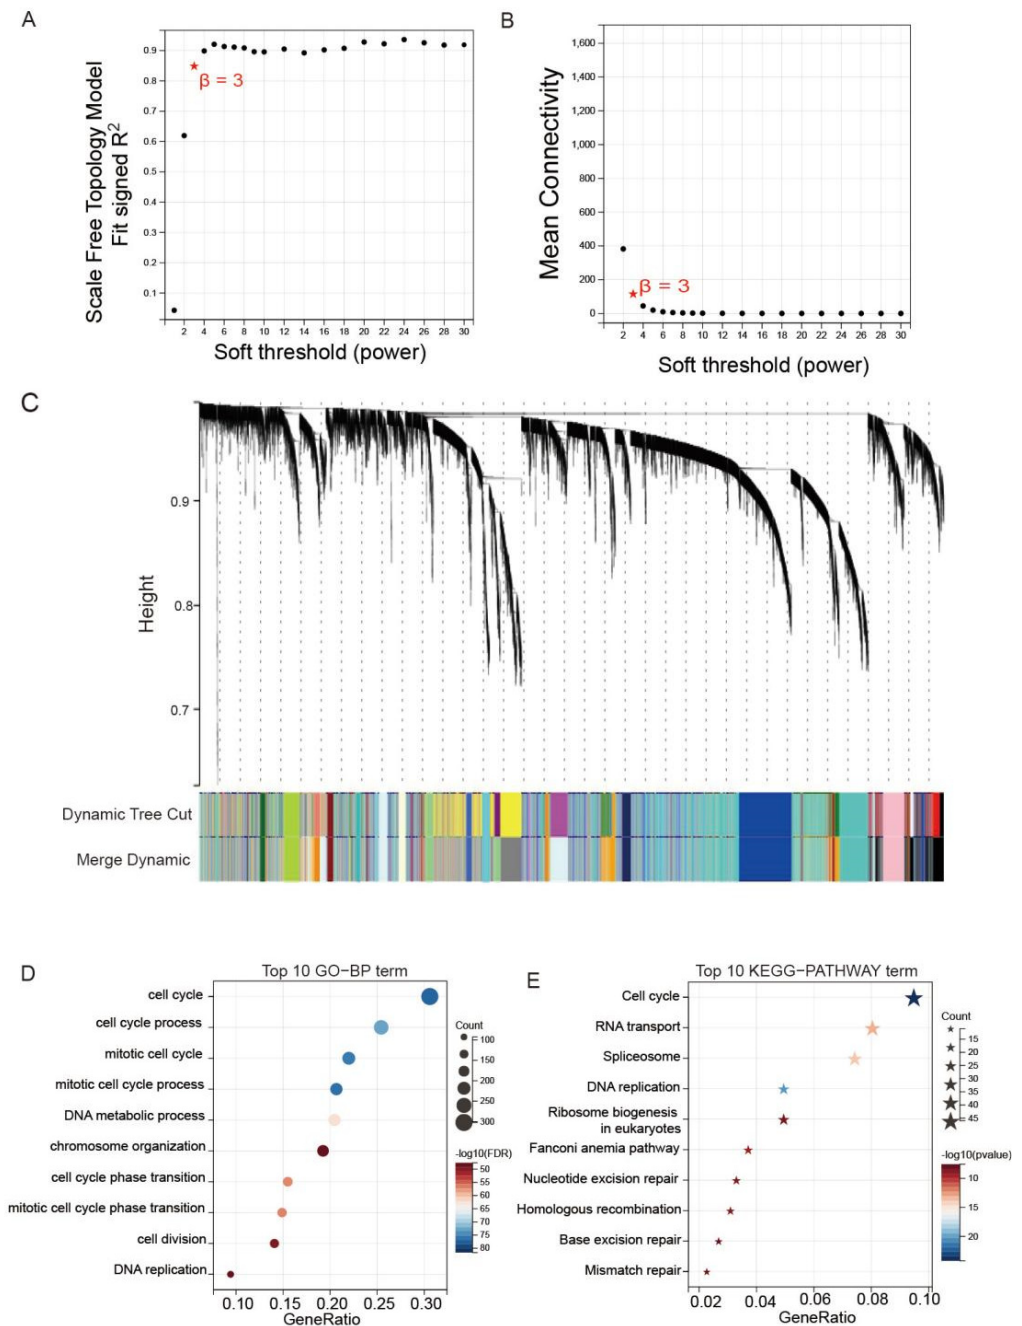 A
Scale Free Topology Model
Fit signed R²
0.9
0.8
0.7
0.6
0.5
0.4
0.3
0.2
0.1
β = 3
2 4 6 8 10 12 14 16 18 20 22 24 26 28 30
Soft threshold (power)
B
Mean Connectivity
1,600
1,400
1,200
1,000
800
600
400
200
0
β = 3
2 4 6 8 10 12 14 16 18 20 22 24 26 28 30
Soft threshold (power)
C
Height
0.9
0.8
0.7
Dynamic Tree Cut
Merge Dynamic
D
Top 10 GO−BP term
cell cycle
cell cycle process
mitotic cell cycle
mitotic cell cycle process
DNA metabolic process
chromosome organization
cell cycle phase transition
mitotic cell cycle phase transition
cell division
DNA replication
0.10 0.15 0.20 0.25 0.30
GeneRatio
Count
100
150
200
250
300
-log10(FDR)
50
55
60
65
70
75
80
E
Top 10 KEGG−PATHWAY term
Cell cycle
RNA transport
Spliceosome
DNA replication
Ribosome biogenesis
in eukaryotes
Fanconi anemia pathway
Nucleotide excision repair
Homologous recombination
Base excision repair
Mismatch repair
0.02 0.04 0.06 0.08 0.10
GeneRatio
Count
15
20
25
30
35
40
45
-log10(pvalue)
10
15
20